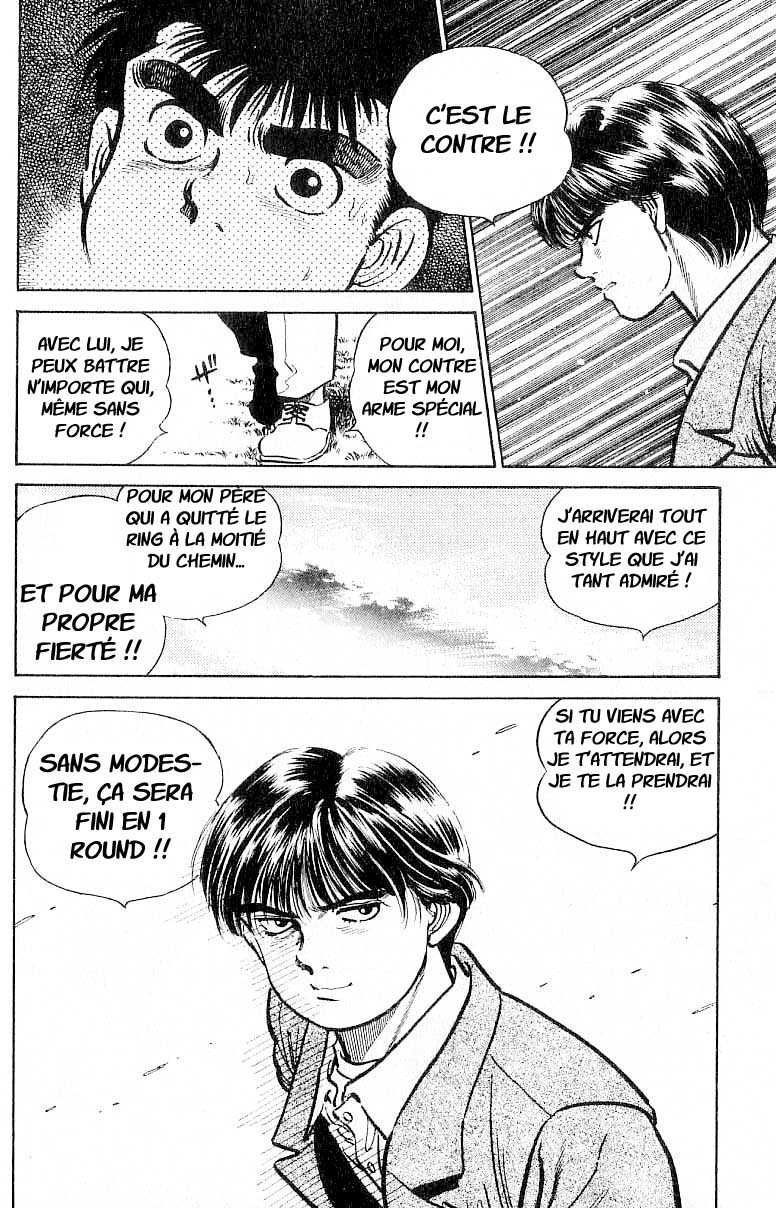 C'EST LE
CONTRE !!
POUR MOI,
MON CONTRE
EST MON
ARME SPÉCIAL
!!
AVEC LUI, JE
PEUX BATTRE
N'IMPORTE QUI,
MÊME SANS
FORCE !
J'ARRIVERAI TOUT
EN HAUT AVEC CE
STYLE QUE J'AI
TANT ADMIRÉ !
POUR MON PÈRE
QUI A QUITTÉ LE
RING À LA MOITIÉ
DU CHEMIN...
ET POUR MA
PROPRE
FIERTÉ !!
SI TU VIENS AVEC
TA FORCE, ALORS
JE T'ATTENDRAI, ET
JE TE LA PRENDRAI
!!
SANS MODES-
TIE, ÇA SERA
FINI EN 1
ROUND !!